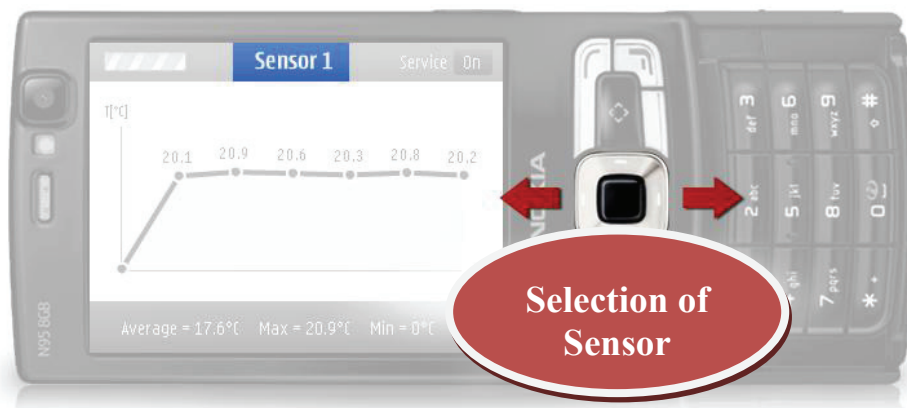 Sensor 1
Service On
T[°C]
20.1 20.9 20.6 20.3 20.8 20.2
Average = 17.6°C Max = 20.9°C Min = 0°C
N95 8GB
NOKIA
3 def
6 mno
9 wxyz
#
2 abc
5 jkl
8 tuv
0
ghi
7 pqrs
* +
Selection of
Sensor